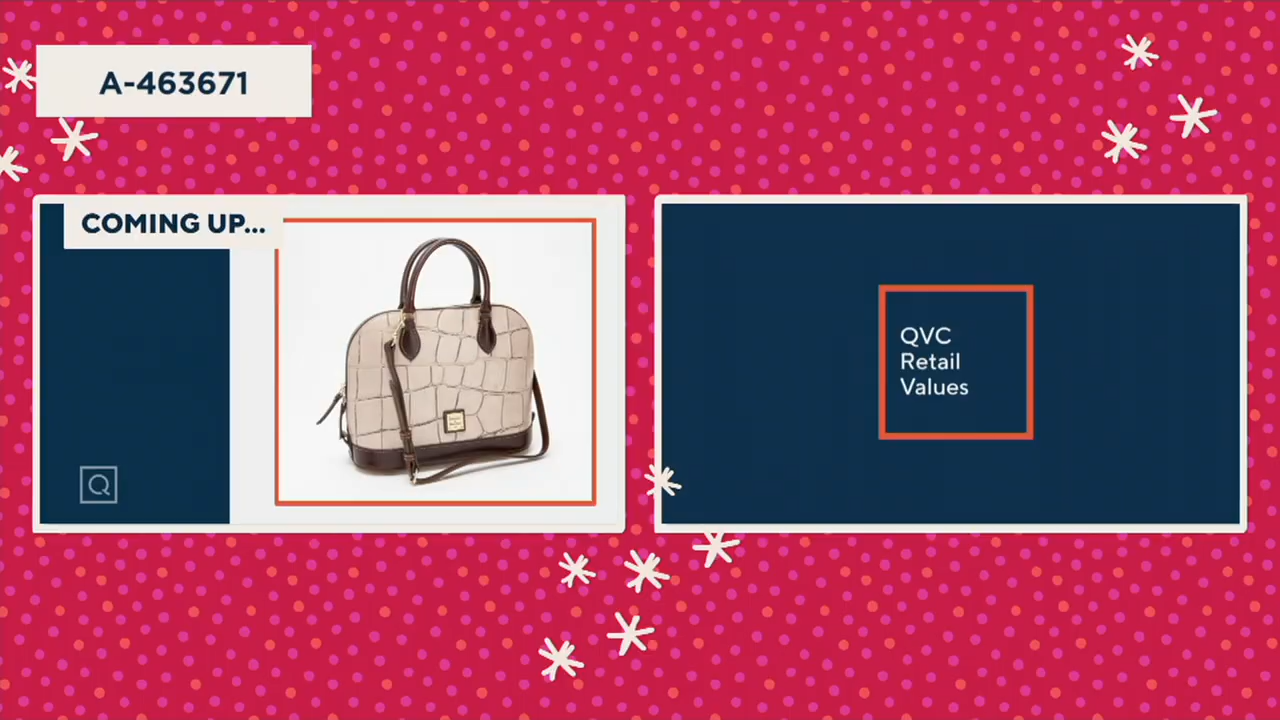 A-463671
COMING UP...
Q
QVC
Retail
Values